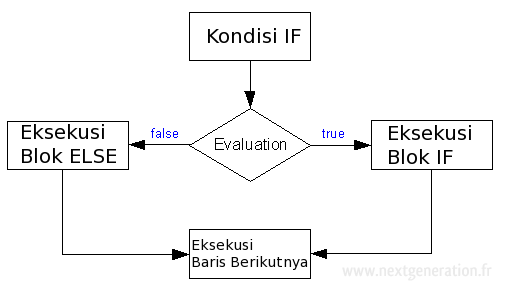 Kondisi IF
false
Evaluation
true
Eksekusi
Blok ELSE
Eksekusi
Blok IF
Eksekusi
Baris Berikutnya
www.nextgeneration.fr